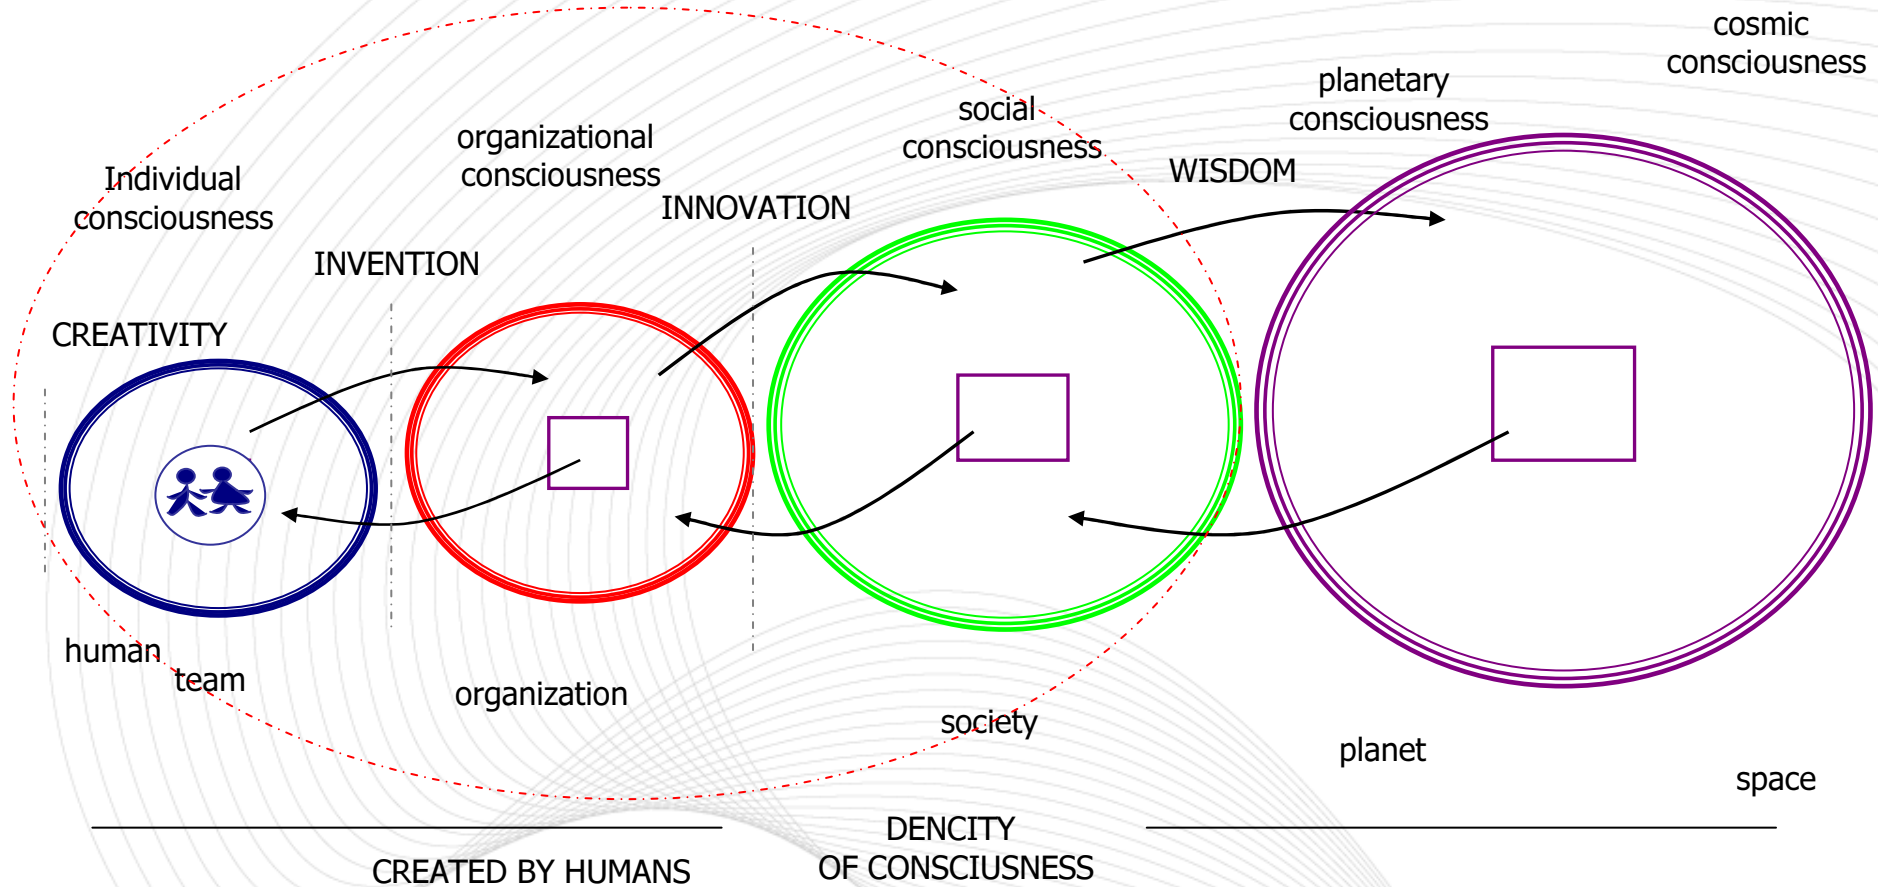 cosmic
consciousness
planetary
consciousness
social
consciousness
organizational
consciousness
WISDOM
Individual
consciousness
INNOVATION
INVENTION
CREATIVITY
human
team
organization
society
planet
space
DENCITY
OF CONSCIUSNESS
CREATED BY HUMANS